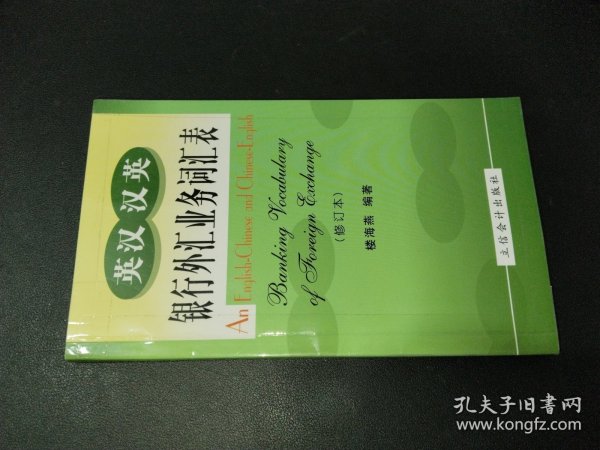 英汉 汉英
银行外汇业务词汇表
An English-Chinese and Chinese-English
Banking Vocabulary
of Foreign Exchange
(修订本)
楼海燕 编著
立信会计出版社
孔夫子旧书网
www.kongfz.com